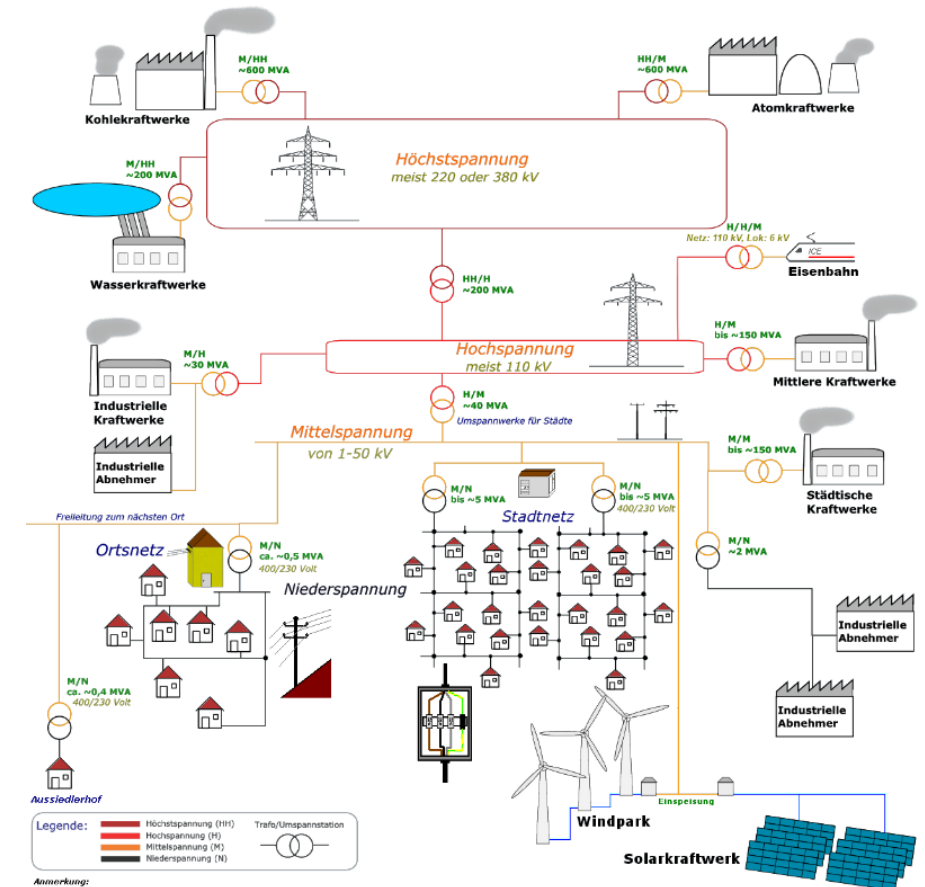 M/HH
~600 MVA
HH/M
~600 MVA
Kohlekraftwerke
Atomkraftwerke
Höchstspannung
meist 220 oder 380 kV
M/HH
~200 MVA
Wasserkraftwerke
H/H/M
Netz: 110 kV, Lok: 6 kV
ICE
Eisenbahn
HH/H
~200 MVA
Hochspannung
meist 110 kV
M/H
~30 MVA
H/M
bis ~150 MVA
Industrielle
Kraftwerke
Mittlere Kraftwerke
H/M
~40 MVA
Umspannwerke für Städte
Mittelspannung
von 1-50 kV
Industrielle
Abnehmer
M/M
bis ~150 MVA
Städtische
Kraftwerke
M/N
bis ~5 MVA
M/N
bis ~5 MVA
400/230 Volt
Stadtnetz
Freileitung zum nächsten Ort
Ortsnetz
M/N
ca. ~0,5 MVA
400/230 Volt
M/N
~2 MVA
Niederspannung
Industrielle
Abnehmer
M/N
ca. ~0,4 MVA
400/230 Volt
Industrielle
Abnehmer
Aussiedlerhof
Einspeisung
Windpark
Solarkraftwerk
Legende:
Höchstspannung (HH)
Hochspannung (H)
Mittelspannung (M)
Niederspannung (N)
Trafo/Umspannstation
Anmerkung: